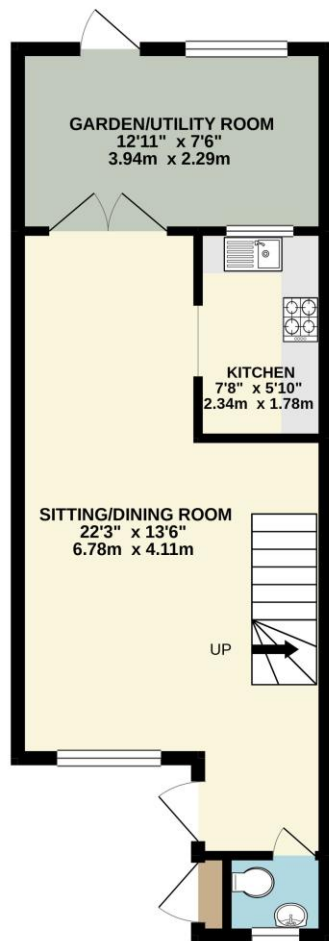 GARDEN/UTILITY ROOM
12'11" x 7'6"
3.94m x 2.29m
KITCHEN
7'8" x 5'10"
2.34m x 1.78m
SITTING/DINING ROOM
22'3" x 13'6"
6.78m x 4.11m
UP